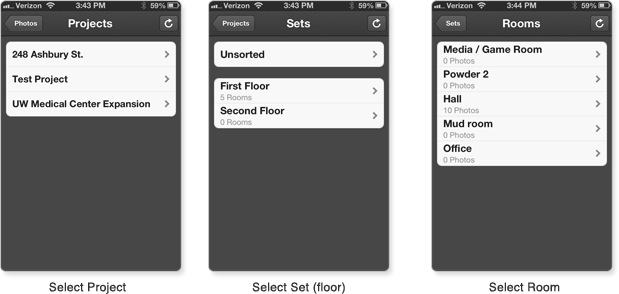 Verizon 3:43 PM 59%
Photos Projects
248 Ashbury St.
Test Project
UW Medical Center Expansion
Select Project
Verizon 3:43 PM 59%
Projects Sets
Unsorted
First Floor
5 Rooms
Second Floor
0 Rooms
Select Set (floor)
Verizon 3:44 PM 59%
Sets Rooms
Media / Game Room
0 Photos
Powder 2
0 Photos
Hall
10 Photos
Mud room
0 Photos
Office
0 Photos
Select Room